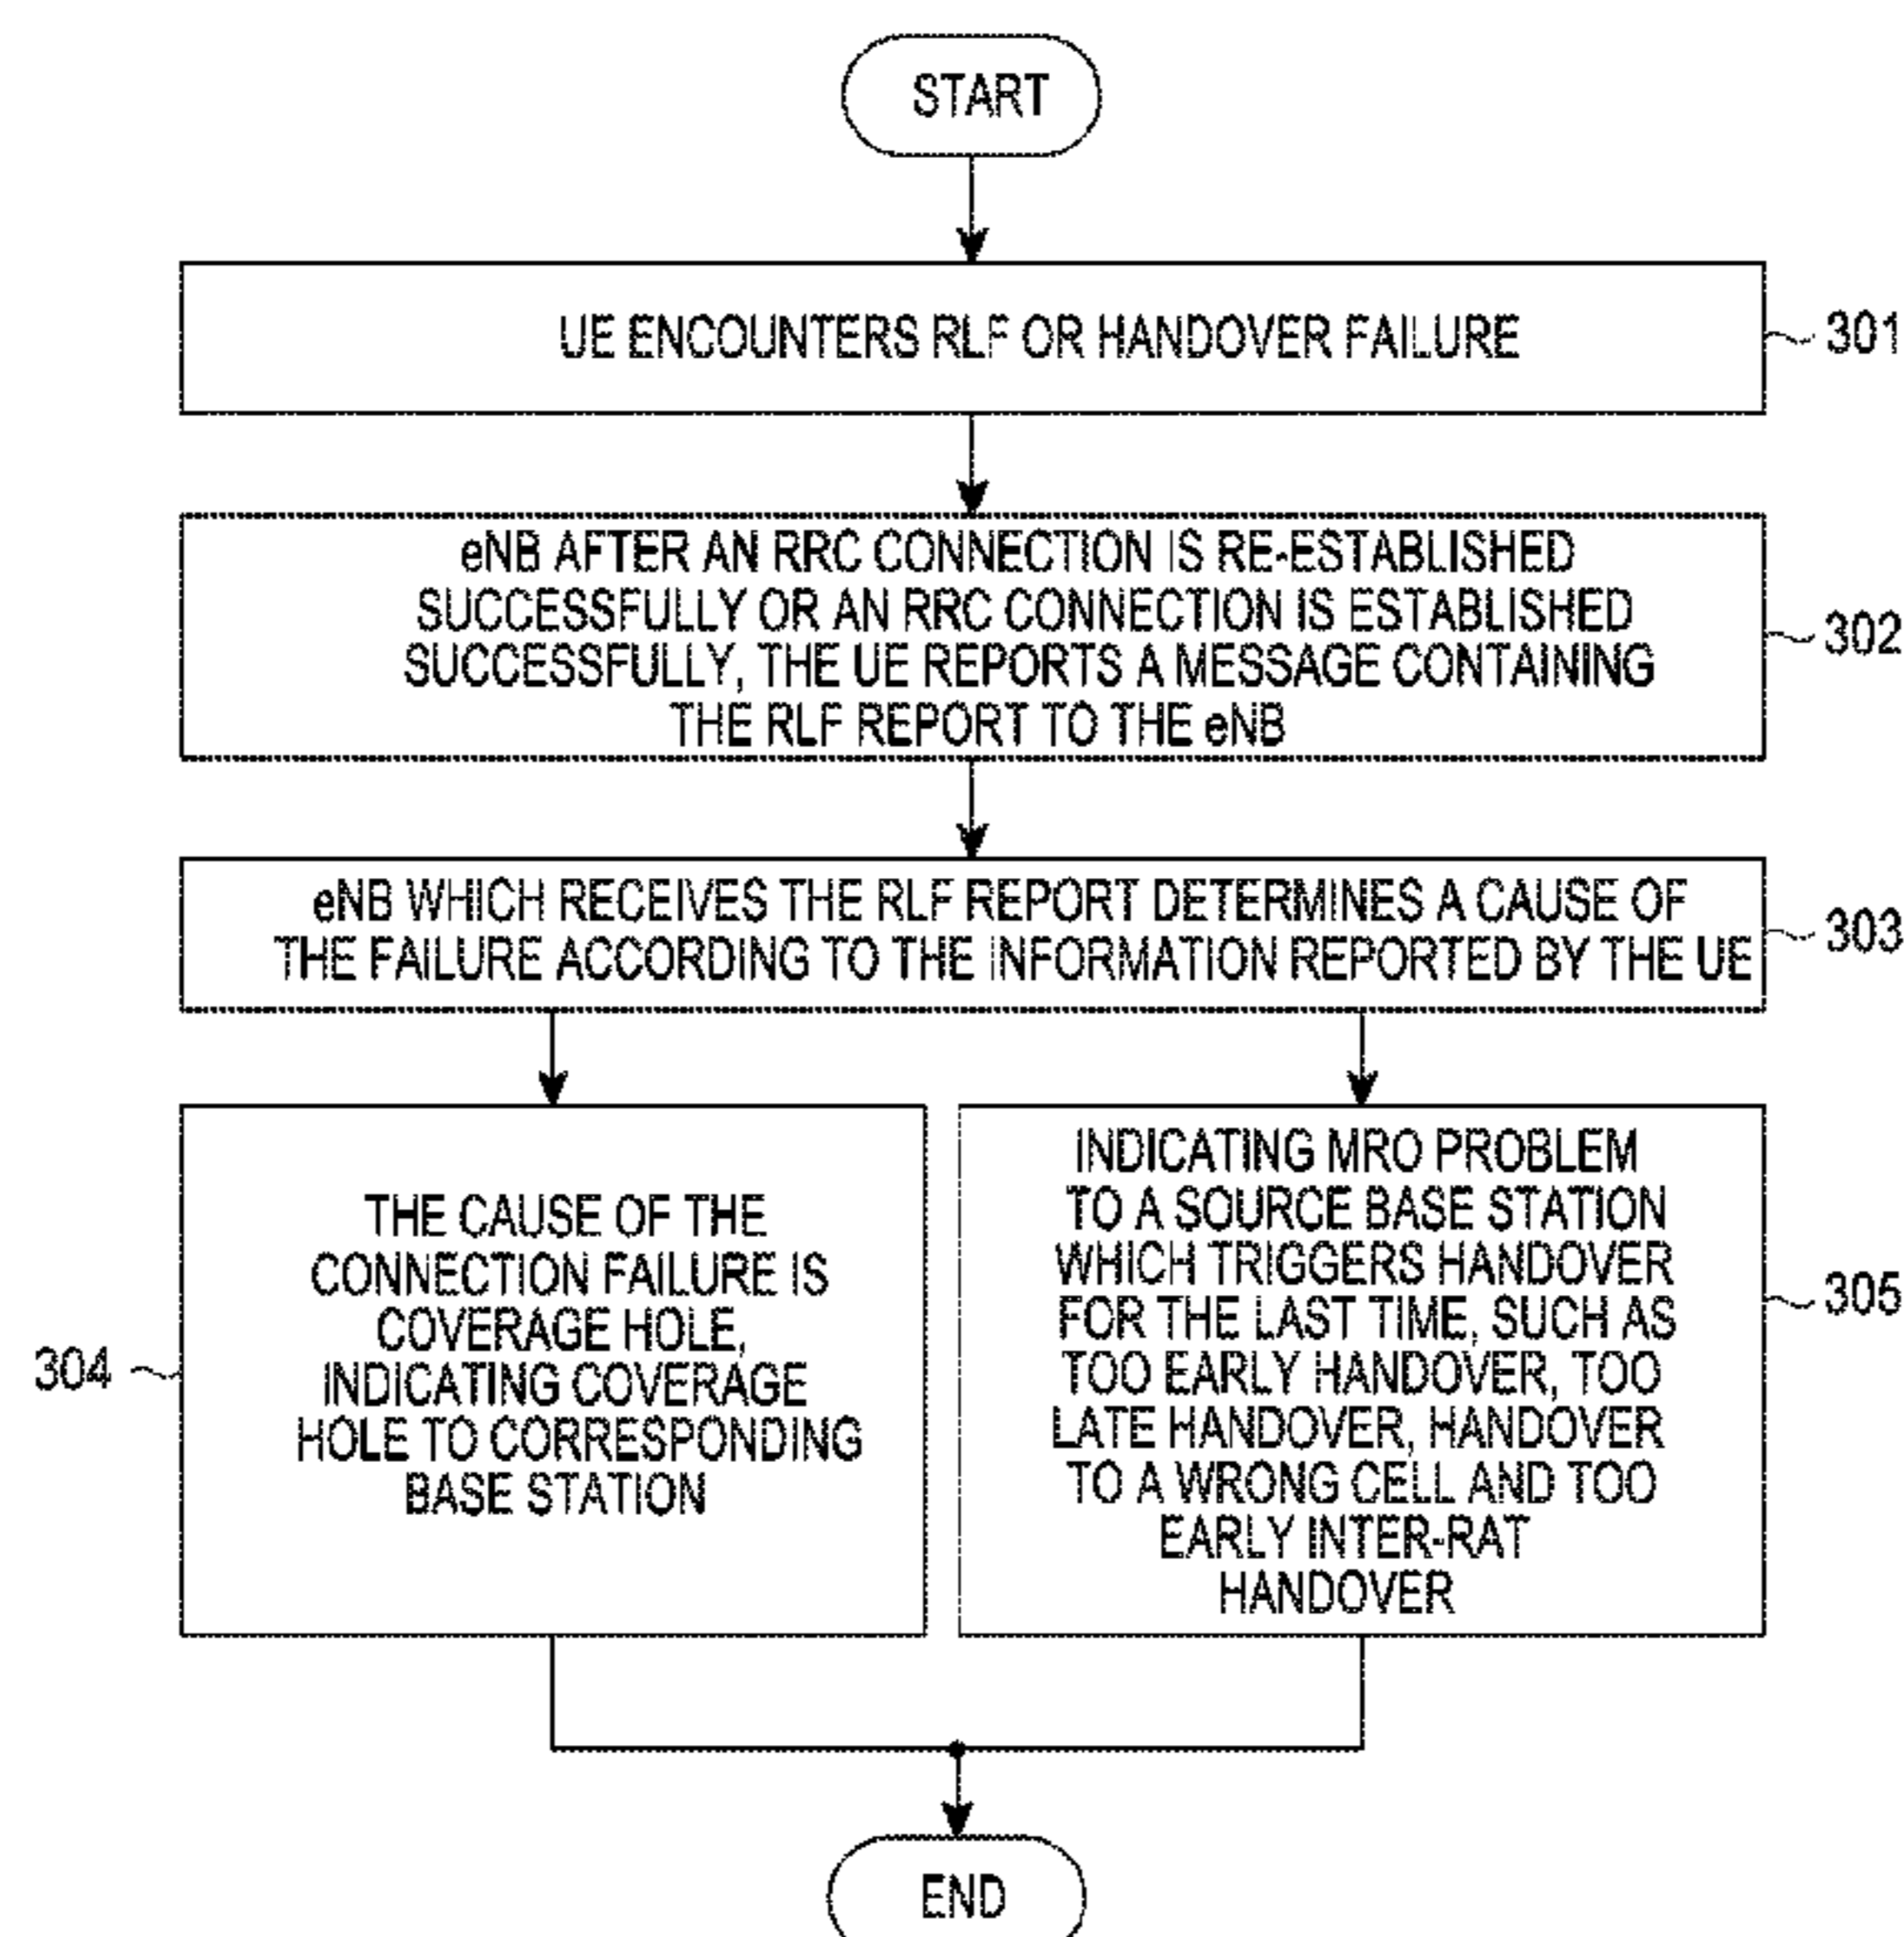 START
UE ENCOUNTERS RLF OR HANDOVER FAILURE
301
eNB AFTER AN RRC CONNECTION IS RE-ESTABLISHED
SUCCESSFULLY OR AN RRC CONNECTION IS ESTABLISHED
SUCCESSFULLY, THE UE REPORTS A MESSAGE CONTAINING
THE RLF REPORT TO THE eNB
302
eNB WHICH RECEIVES THE RLF REPORT DETERMINES A CAUSE OF
THE FAILURE ACCORDING TO THE INFORMATION REPORTED BY THE UE
303
304
THE CAUSE OF THE
CONNECTION FAILURE IS
COVERAGE HOLE,
INDICATING COVERAGE
HOLE TO CORRESPONDING
BASE STATION
INDICATING MRO PROBLEM
TO A SOURCE BASE STATION
WHICH TRIGGERS HANDOVER
FOR THE LAST TIME, SUCH AS
TOO EARLY HANDOVER, TOO
LATE HANDOVER, HANDOVER
TO A WRONG CELL AND TOO
EARLY INTER-RAT
HANDOVER
305
END